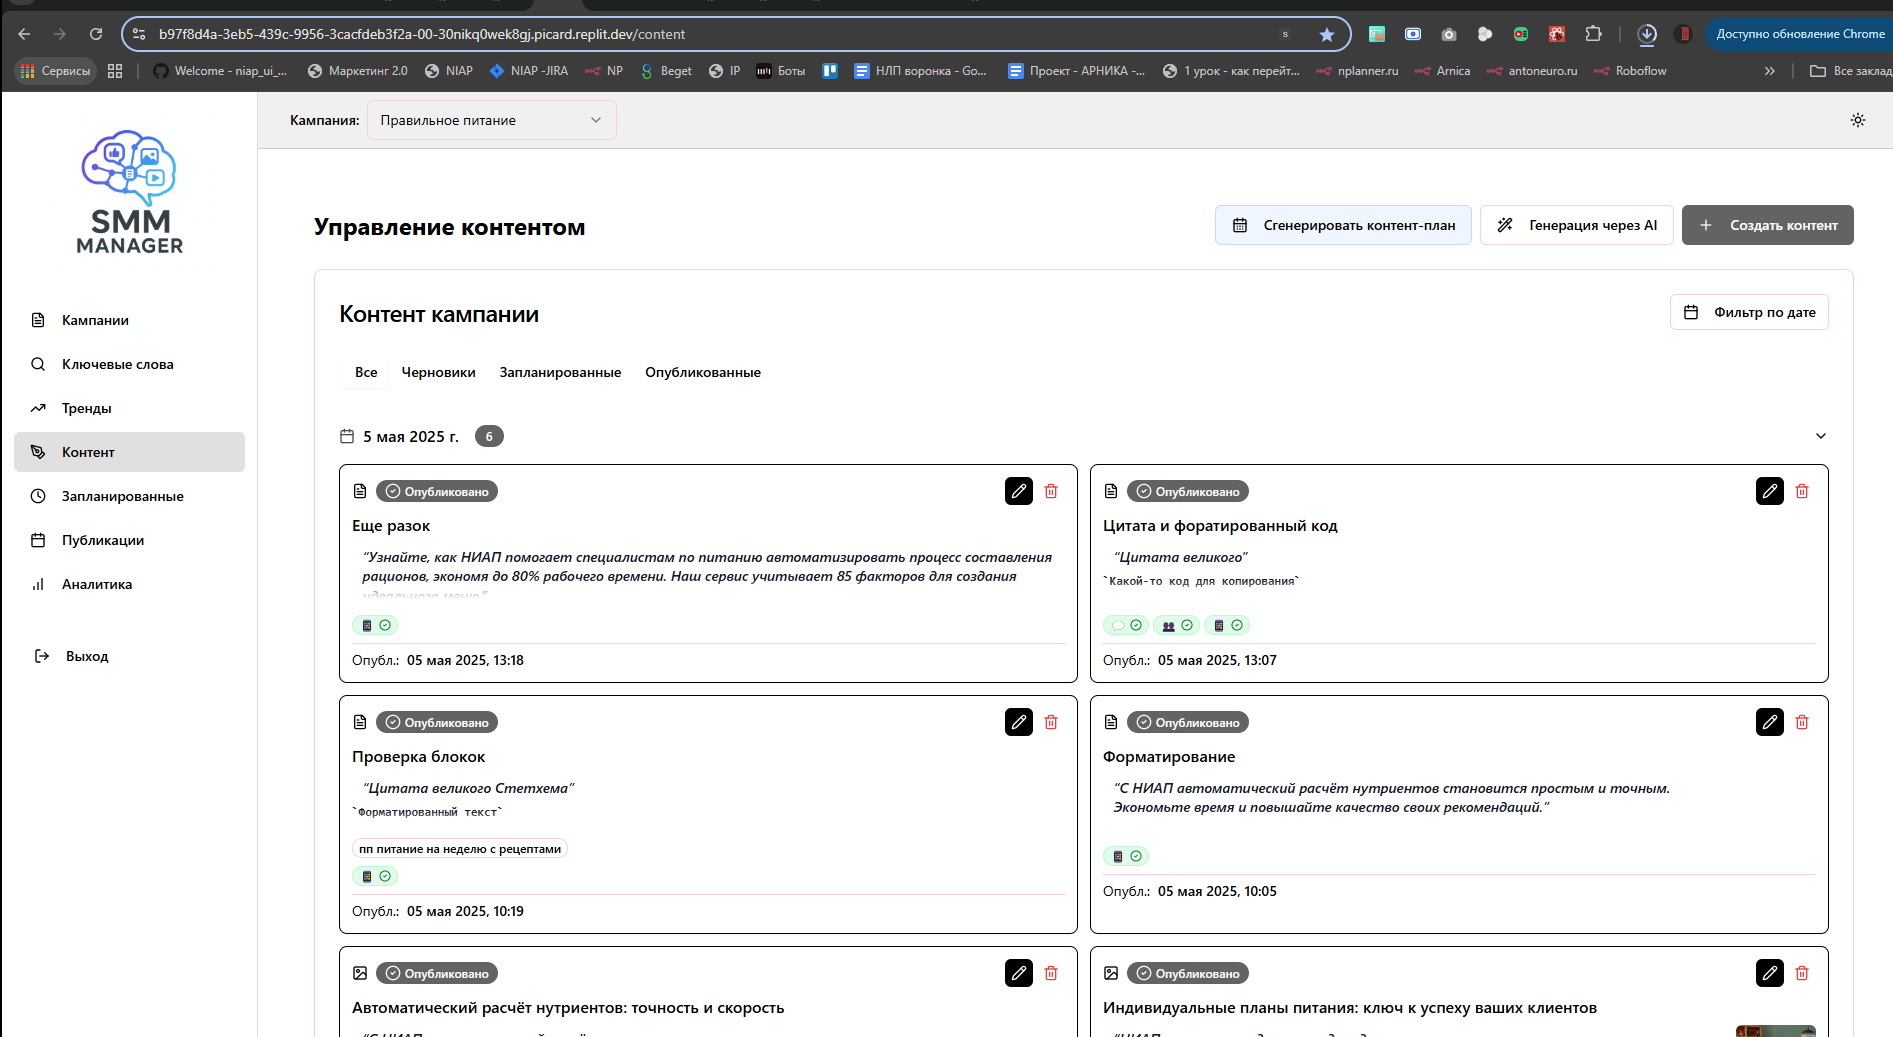 b97f8d4a-3eb5-439c-9956-3cacfdeb3f2a-00-30nikq0wek8gj.picard.replit.dev/content
Доступно обновление Chrome
Сервисы
Welcome - niap_ui_...
Маркетинг 2.0
NIAP
NIAP -JIRA
NP
Beget
IP
Боты
НЛП воронка - Go...
Проект - АРНИКА -...
1 урок - как перейт...
nplanner.ru
Arnica
antoneuro.ru
Roboflow
Все заклад
SMM
MANAGER
Кампании
Ключевые слова
Тренды
Контент
Запланированные
Публикации
Аналитика
Выход
Кампания:
Правильное питание
Управление контентом
Сгенерировать контент-план
Генерация через AI
Создать контент
Контент кампании
Фильтр по дате
Все
Черновики
Запланированные
Опубликованные
5 мая 2025 г.
6
Опубликовано
Еще разок
“Узнайте, как НИАП помогает специалистам по питанию автоматизировать процесс составления
рационов, экономя до 80% рабочего времени. Наш сервис учитывает 85 факторов для создания
идеального меню.”
Опубл.: 05 мая 2025, 13:18
Опубликовано
Цитата и форатированный код
“Цитата великого”
`Какой-то код для копирования`
Опубл.: 05 мая 2025, 13:07
Опубликовано
Проверка блокок
“Цитата великого Стетхема”
`Форматированный текст`
пп питание на неделю с рецептами
Опубл.: 05 мая 2025, 10:19
Опубликовано
Форматирование
“С НИАП автоматический расчёт нутриентов становится простым и точным.
Экономьте время и повышайте качество своих рекомендаций.”
Опубл.: 05 мая 2025, 10:05
Опубликовано
Автоматический расчёт нутриентов: точность и скорость
Опубликовано
Индивидуальные планы питания: ключ к успеху ваших клиентов